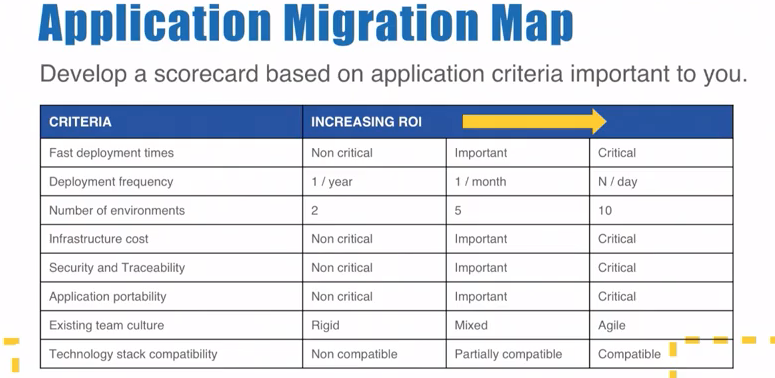 Application Migration Map
Develop a scorecard based on application criteria important to you.
CRITERIA INCREASING ROI
Fast deployment times Non critical Important Critical
Deployment frequency 1 / year 1 / month N / day
Number of environments 2 5 10
Infrastructure cost Non critical Important Critical
Security and Traceability Non critical Important Critical
Application portability Non critical Important Critical
Existing team culture Rigid Mixed Agile
Technology stack compatibility Non compatible Partially compatible Compatible